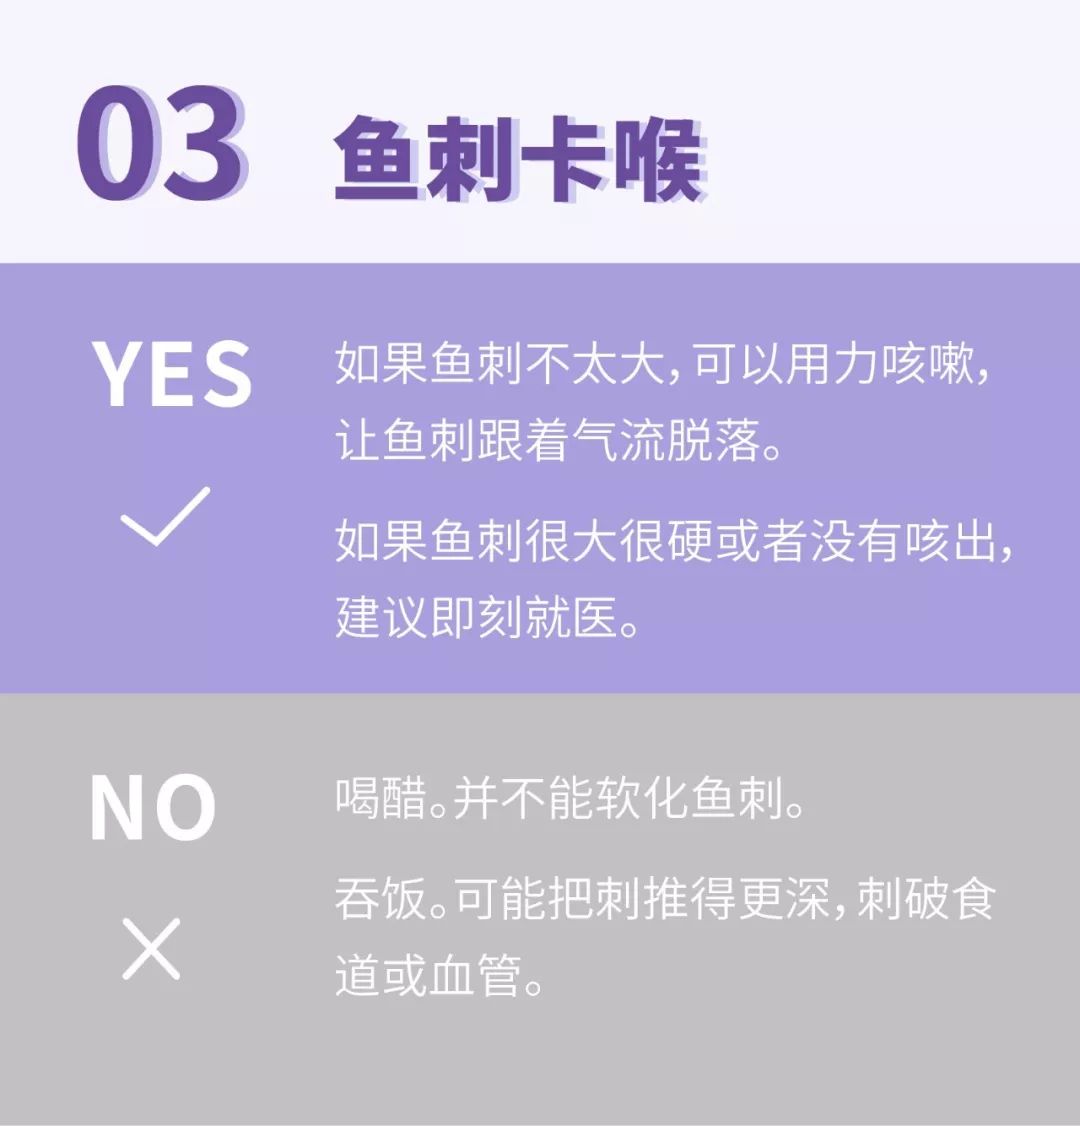 03 鱼刺卡喉
YES
如果鱼刺不太大，可以用力咳嗽，
让鱼刺跟着气流脱落。
如果鱼刺很大很硬或者没有咳出，
建议即刻就医。
NO
喝醋。并不能软化鱼刺。
吞饭。可能把刺推得更深，刺破食
道或血管。